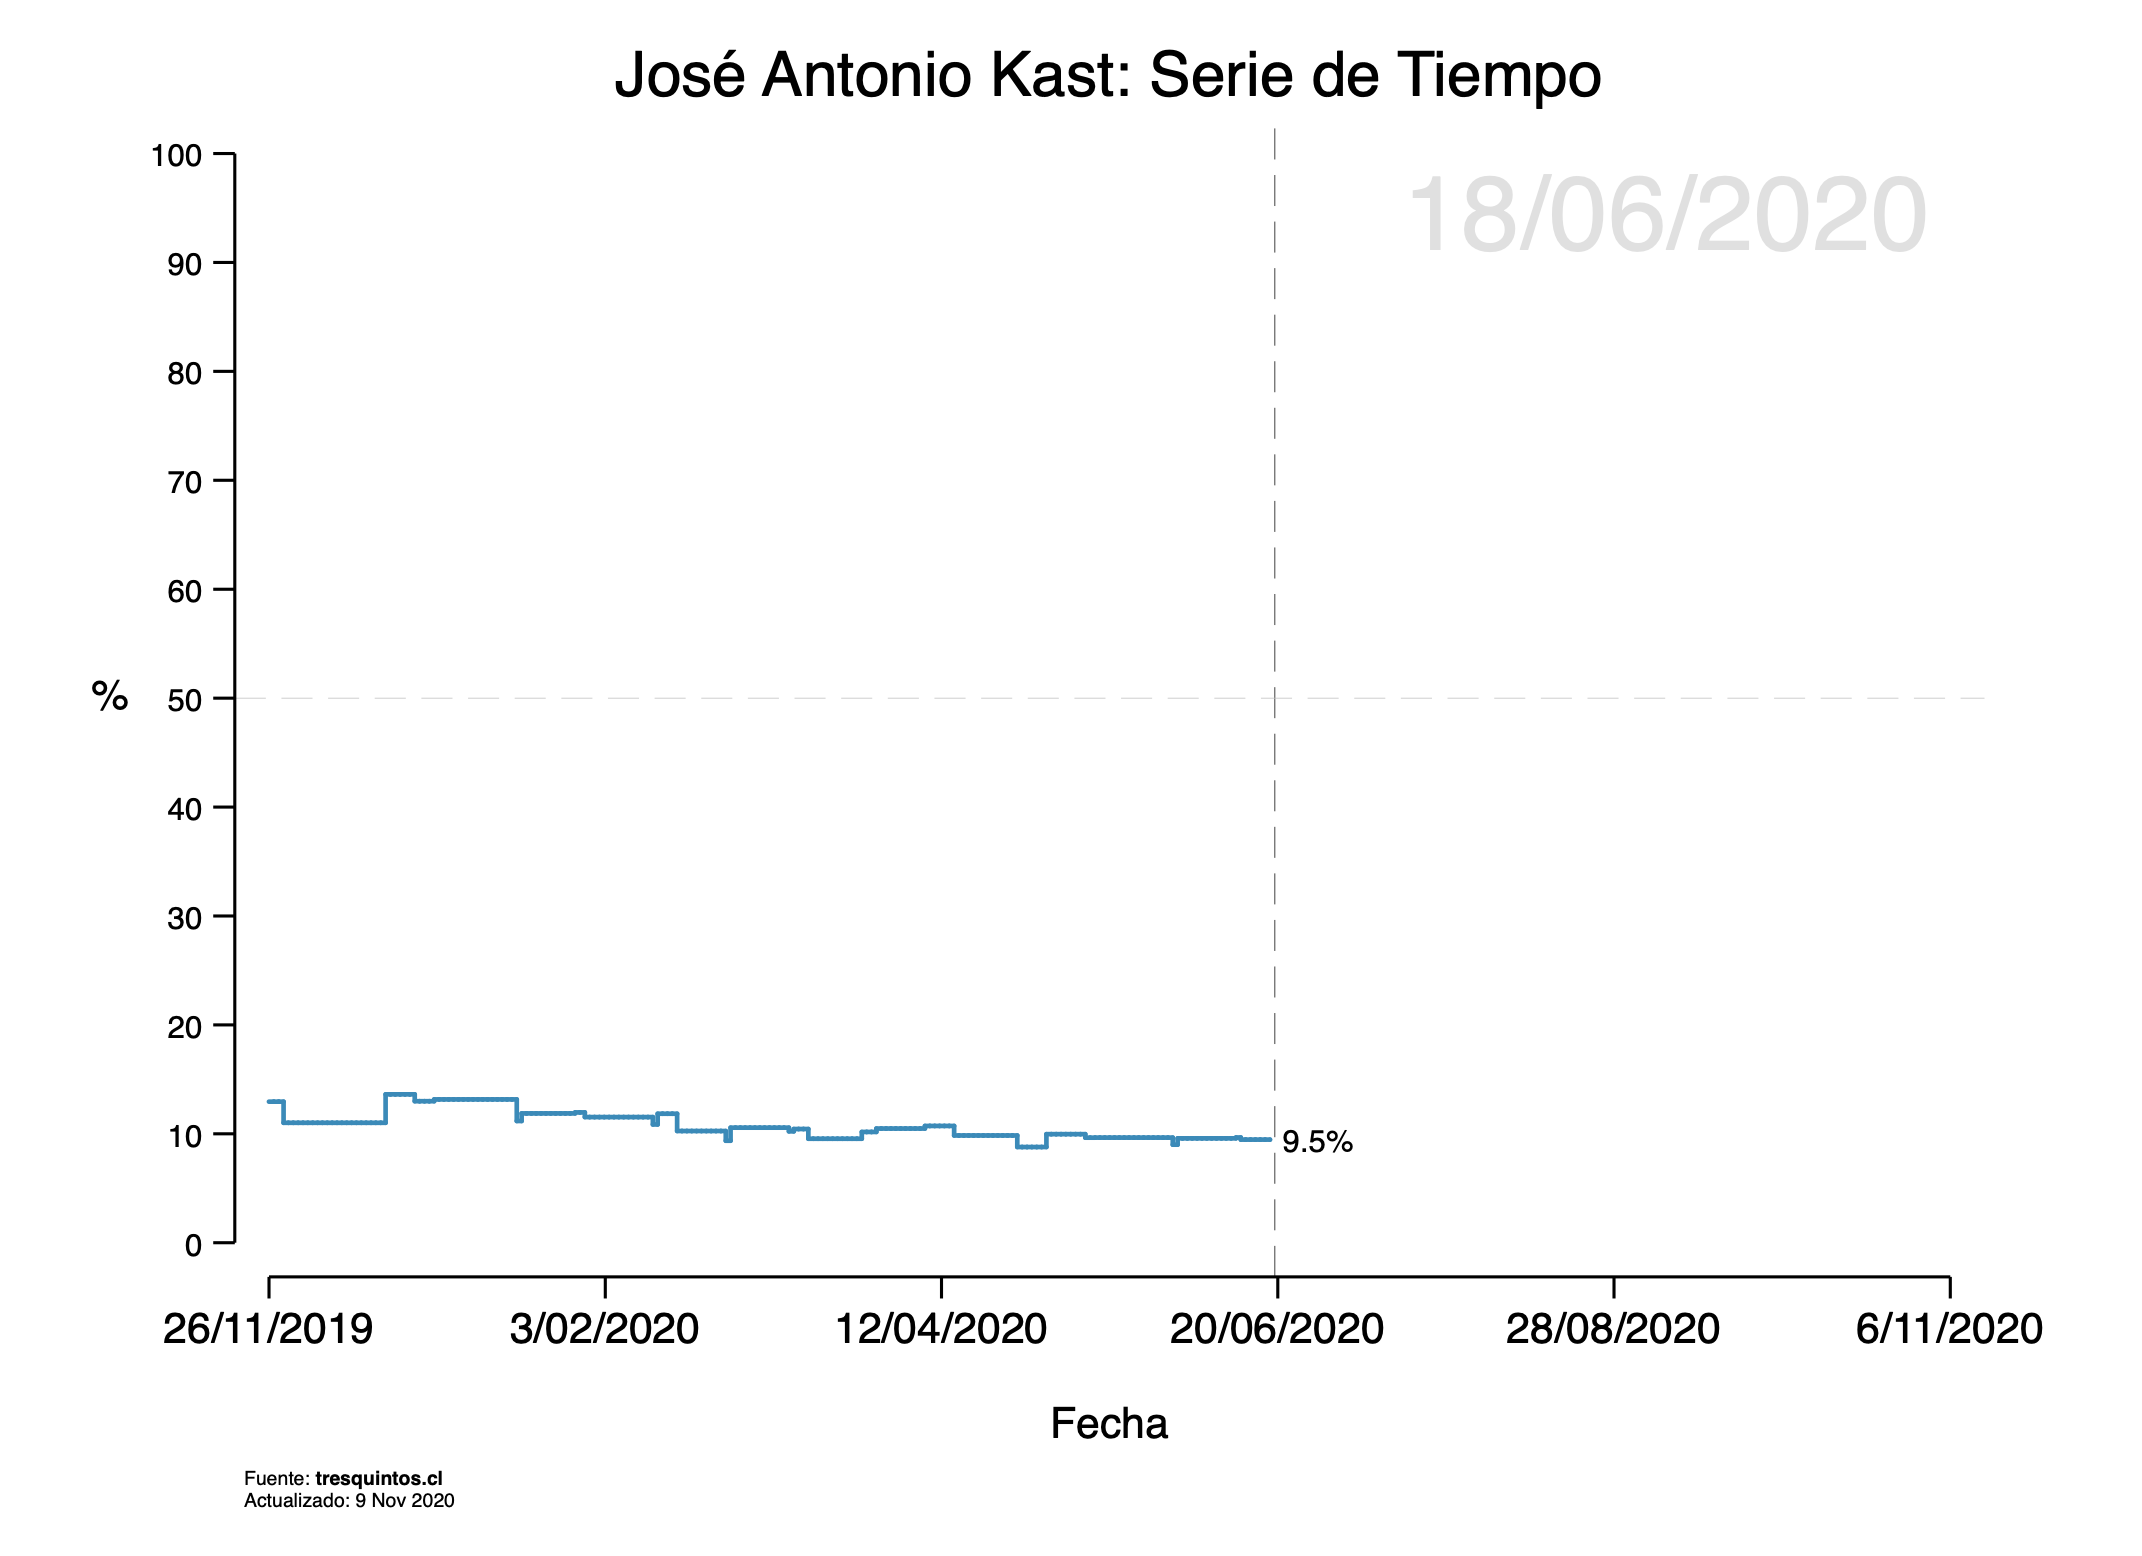 José Antonio Kast: Serie de Tiempo
18/06/2020
100
90
80
70
60
%
50
40
30
20
10
0
9.5%
26/11/2019 3/02/2020 12/04/2020 20/06/2020 28/08/2020 6/11/2020
Fecha
Fuente: tresquintos.cl
Actualizado: 9 Nov 2020